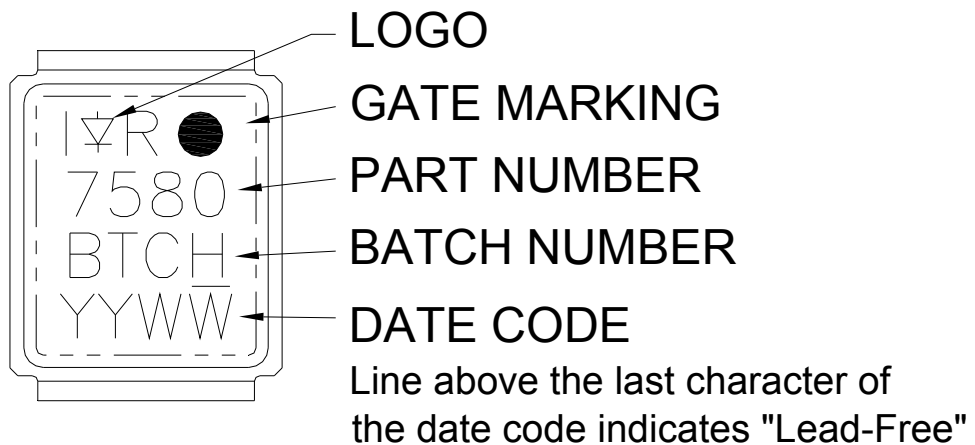 LOGO
I R
GATE MARKING
7580
PART NUMBER
BTCH
BATCH NUMBER
YYWW
DATE CODE
Line above the last character of
the date code indicates "Lead-Free"